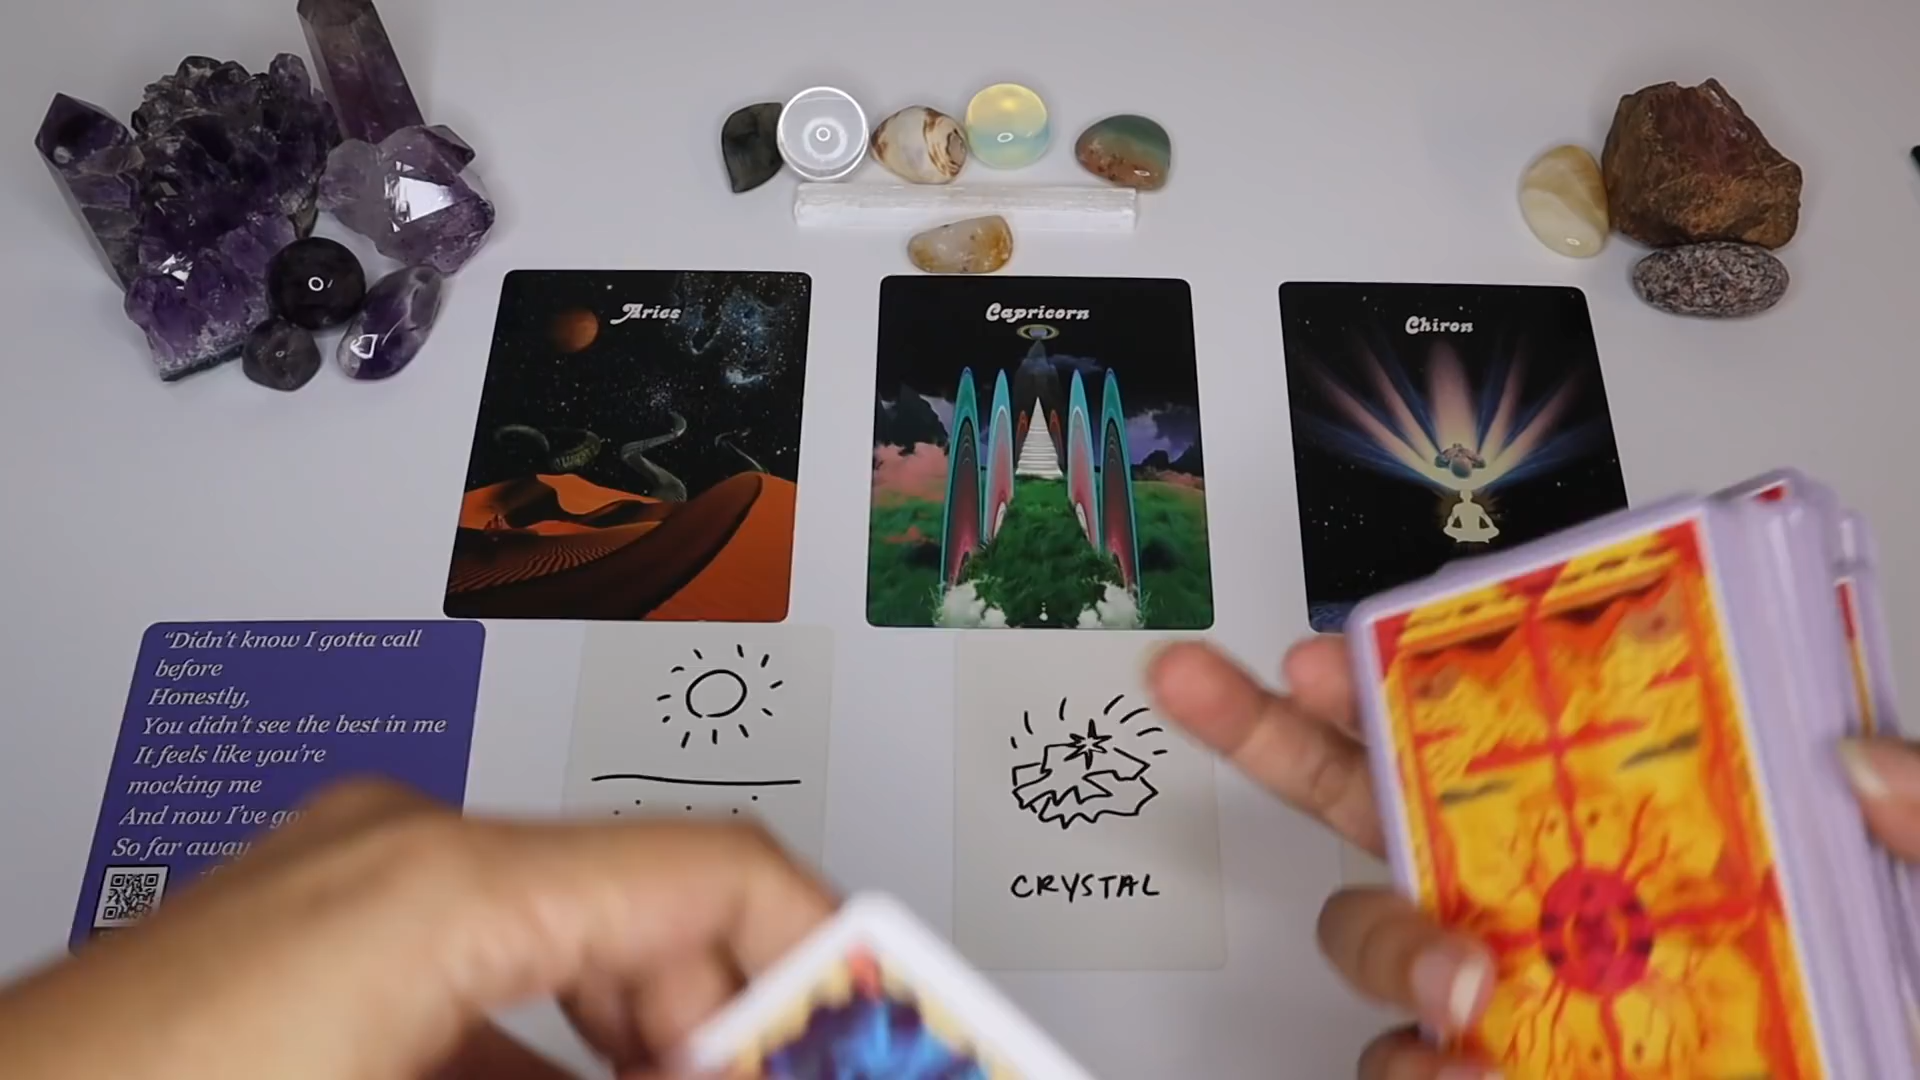 Aries
Capricorn
Chiron
“Didn’t know I gotta call
before
Honestly,
You didn’t see the best in me
It feels like you’re
mocking me
And now I’ve
So far away
CRYSTAL